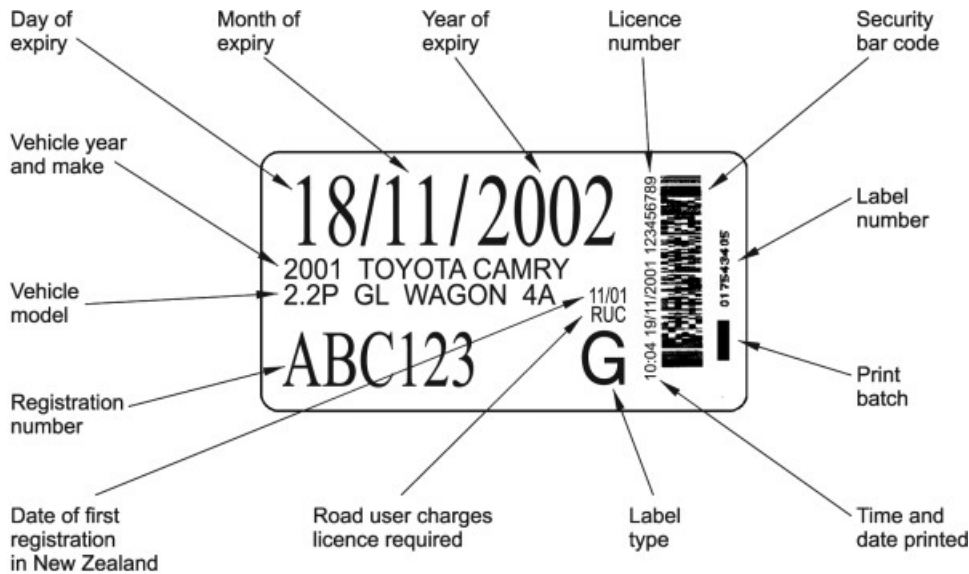 Day of
expiry
Month of
expiry
Year of
expiry
Licence
number
Security
bar code
Vehicle year
and make
18/11/2002
2001 TOYOTA CAMRY
2.2P GL WAGON 4A
11/01
RUC
ABC123
G
10:04 19/11/2001 123456789
017543405
Label
number
Vehicle
model
Registration
number
Print
batch
Date of first
registration
in New Zealand
Road user charges
licence required
Label
type
Time and
date printed